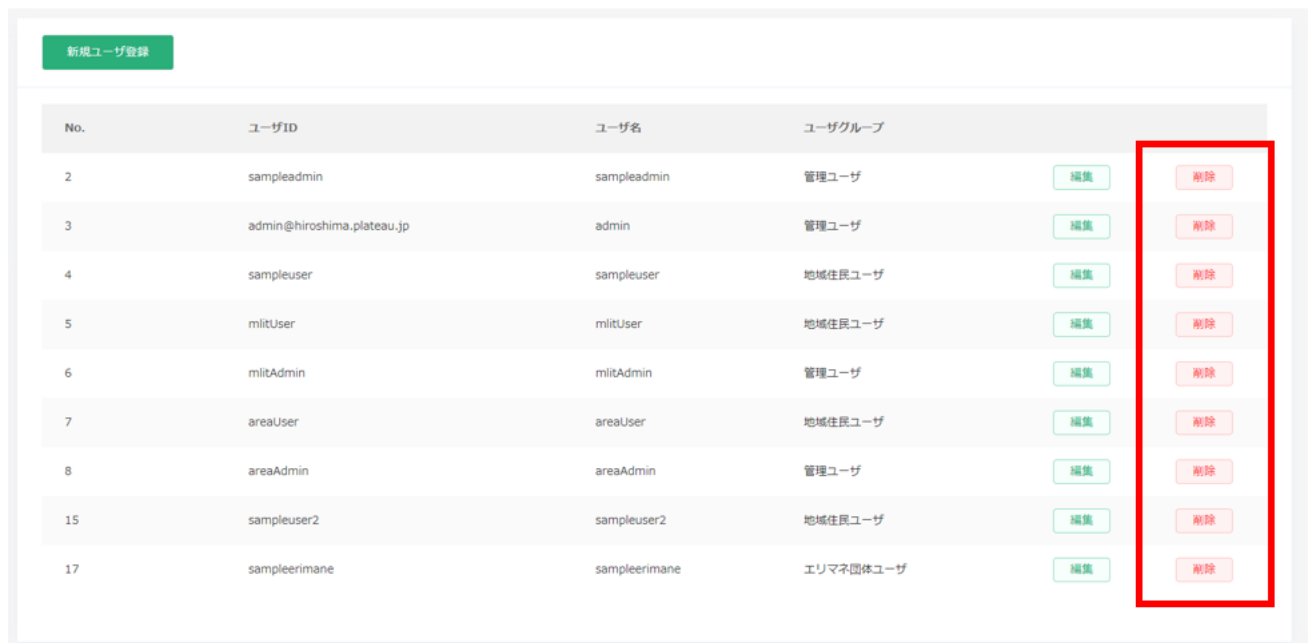 新規ユーザ登録
No. ユーザID ユーザ名 ユーザグループ
2 sampleadmin sampleadmin 管理ユーザ 編集 削除
3 admin@hiroshima.plateau.jp admin 管理ユーザ 編集 削除
4 sampleuser sampleuser 地域住民ユーザ 編集 削除
5 mlitUser mlitUser 地域住民ユーザ 編集 削除
6 mlitAdmin mlitAdmin 管理ユーザ 編集 削除
7 areaUser areaUser 地域住民ユーザ 編集 削除
8 areaAdmin areaAdmin 管理ユーザ 編集 削除
15 sampleuser2 sampleuser2 地域住民ユーザ 編集 削除
17 sampleerimane sampleerimane エリマネ団体ユーザ 編集 削除